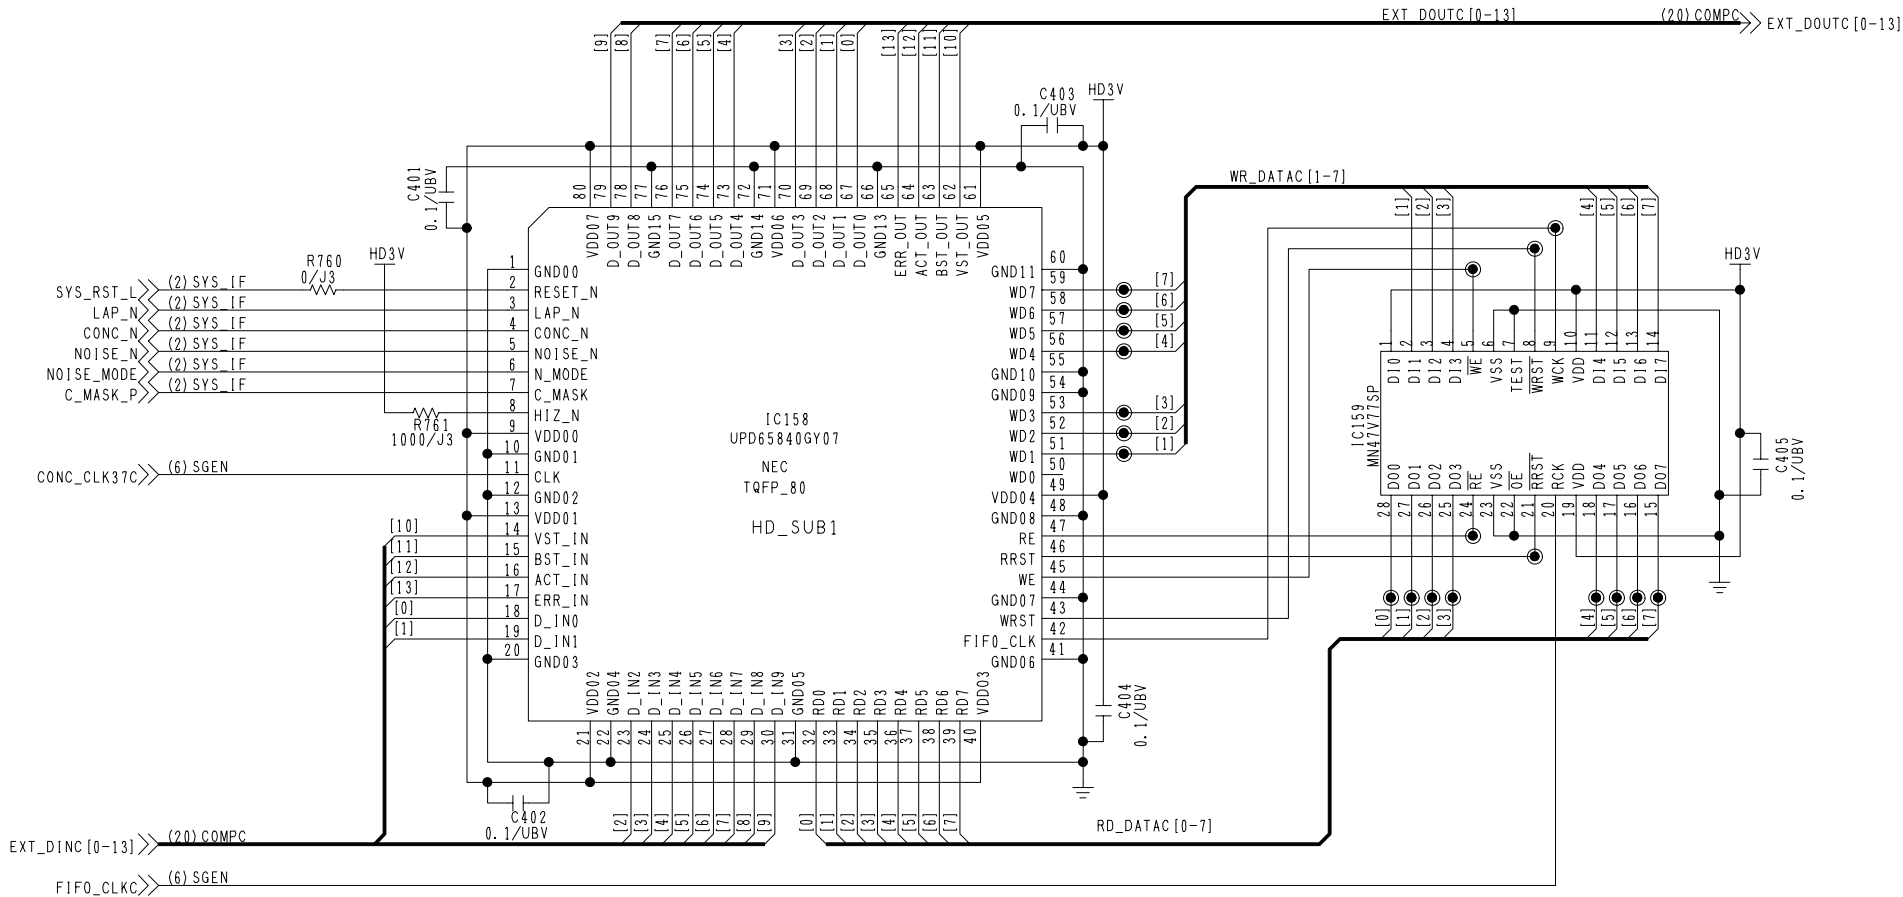 EXT_DOUTC[0-13] (20)COMPC EXT_DOUTC[0-13]
[9] [8] [7] [6] [5] [4] [3] [2] [1] [0] [13] [12] [11] [10]
C403
0.1/UBV
HD3V
C401
0.1/UBV
80 79 78 77 76 75 74 73 72 71 70 69 68 67 66 65 64 63 62 61
VDD07 D_OUT9 D_OUT8 GND15 D_OUT7 D_OUT6 D_OUT5 D_OUT4 GND14 VDD06 D_OUT3 D_OUT2 D_OUT1 D_OUT0 GND13 ERR_OUT ACT_OUT BST_OUT VST_OUT VDD05
WR_DATAC[1-7]
[1] [2] [3] [4] [5] [6] [7]
HD3V
R760
0/J3
HD3V
SYS_RST_L (2)SYS_IF
LAP_N (2)SYS_IF
CONC_N (2)SYS_IF
NOISE_N (2)SYS_IF
NOISE_MODE (2)SYS_IF
C_MASK_P (2)SYS_IF
R761
1000/J3
CONC_CLK37C (6)SGEN
1 GND00
2 RESET_N
3 LAP_N
4 CONC_N
5 NOISE_N
6 N_MODE
7 C_MASK
8 HIZ_N
9 VDD00
10 GND01
11 CLK
12 GND02
13 VDD01
[10] 14 VST_IN
[11] 15 BST_IN
[12] 16 ACT_IN
[13] 17 ERR_IN
[0] 18 D_IN0
[1] 19 D_IN1
20 GND03
IC158
UPD65840GY07
NEC
TQFP_80
HD_SUB1
GND11 60
WD7 59 [7]
WD6 58 [6]
WD5 57 [5]
WD4 56 [4]
GND10 55
GND09 54
WD3 53 [3]
WD2 52 [2]
WD1 51 [1]
WD0 50
VDD04 49
GND08 48
RE 47
RRST 46
WE 45
GND07 44
WRST 43
FIFO_CLK 42
GND06 41
1 2 3 4 5 6 7 8 9 10 11 12 13 14
DI0 DI1 DI2 DI3 WE VSS TEST WRST WCK VDD DI4 DI5 DI6 DI7
IC159
MN47V77SP
DO0 DO1 DO2 DO3 RE VSS OE RRST RCK VDD DO4 DO5 DO6 DO7
28 27 26 25 24 23 22 21 20 19 18 17 16 15
C405
0.1/UBV
[0] [1] [2] [3] [4] [5] [6] [7]
VDD02 GND04 D_IN2 D_IN3 D_IN4 D_IN5 D_IN6 D_IN7 D_IN8 D_IN9 GND05 RD0 RD1 RD2 RD3 RD4 RD5 RD6 RD7 VDD03
21 22 23 24 25 26 27 28 29 30 31 32 33 34 35 36 37 38 39 40
C404
0.1/UBV
C402
0.1/UBV
[2] [3] [4] [5] [6] [7] [8] [9] [0] [1] [2] [3] [4] [5] [6] [7]
RD_DATAC[0-7]
EXT_DINC[0-13] (20)COMPC
FIFO_CLKC (6)SGEN